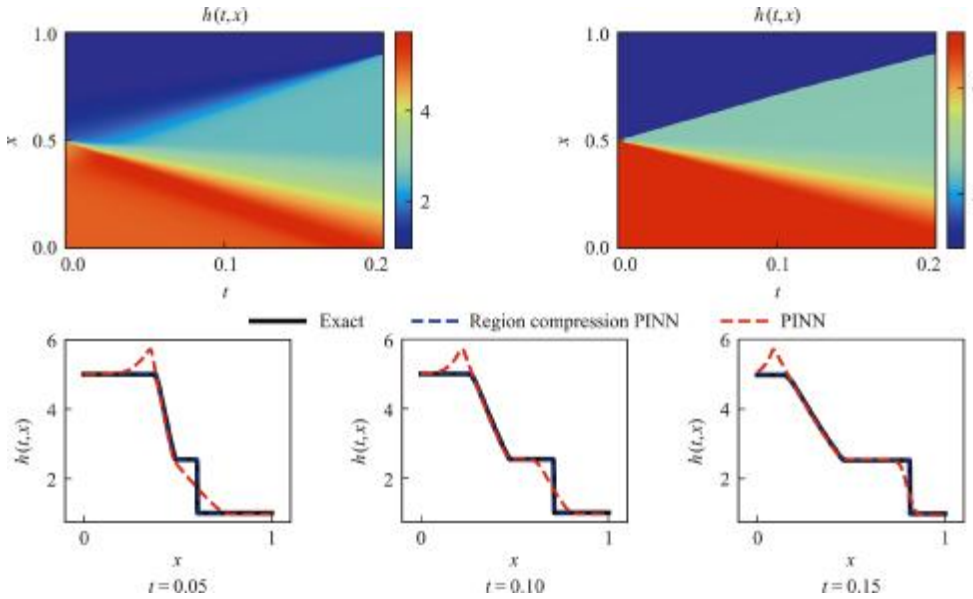 h(t,x) h(t,x)
1.0 1.0
4
x 0.5 x 0.5
2
0.0 0.0
0.0 0.1 0.2 0.0 0.1 0.2
t t
Exact Region compression PINN PINN
6 6 6
h(t,x) 4 h(t,x) 4 h(t,x) 4
2 2 2
0 1 0 1 0 1
x x x
t = 0.05 t = 0.10 t = 0.15